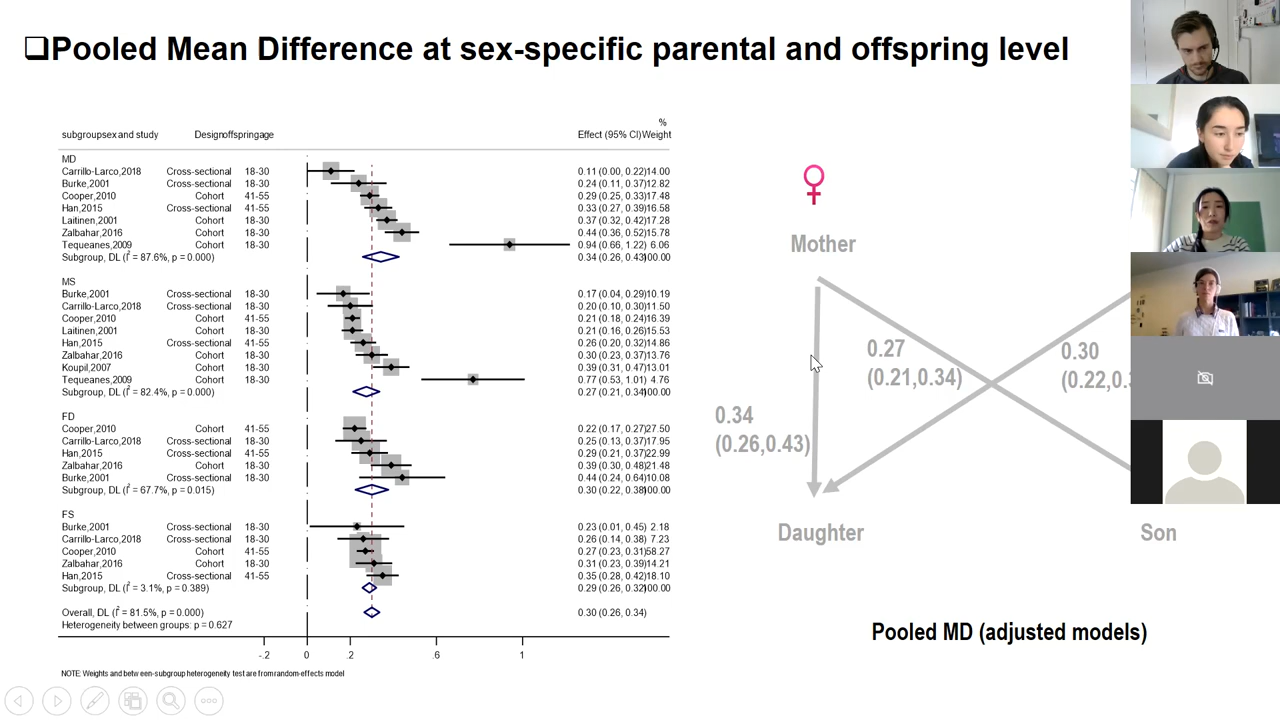 ❑Pooled Mean Difference at sex-specific parental and offspring level
%
subgroupsex and study Designoffspringage Effect (95% CI)Weight
MD
Carrillo-Larco,2018 Cross-sectional 18-30 0.11 (0.00, 0.22)14.00
Burke,2001 Cross-sectional 18-30 0.24 (0.11, 0.37)12.82
Cooper,2010 Cohort 41-55 0.29 (0.25, 0.33)17.48
Han,2015 Cross-sectional 41-55 0.33 (0.27, 0.39)16.58
Laitinen,2001 Cohort 18-30 0.37 (0.32, 0.42)17.28
Zalbahar,2016 Cohort 18-30 0.44 (0.36, 0.52)15.78
Tequeanes,2009 Cohort 18-30 0.94 (0.66, 1.22) 6.06
Subgroup, DL (I² = 87.6%, p = 0.000) 0.34 (0.26, 0.43)100.00
MS
Burke,2001 Cross-sectional 18-30 0.17 (0.04, 0.29)10.19
Carrillo-Larco,2018 Cross-sectional 18-30 0.20 (0.10, 0.30)11.50
Cooper,2010 Cohort 41-55 0.21 (0.18, 0.24)16.39
Laitinen,2001 Cohort 18-30 0.21 (0.16, 0.26)15.53
Han,2015 Cross-sectional 41-55 0.26 (0.20, 0.32)14.86
Zalbahar,2016 Cohort 18-30 0.30 (0.23, 0.37)13.76
Koupil,2007 Cohort 18-30 0.39 (0.31, 0.47)13.01
Tequeanes,2009 Cohort 18-30 0.77 (0.53, 1.01) 4.76
Subgroup, DL (I² = 82.4%, p = 0.000) 0.27 (0.21, 0.34)100.00
FD
Cooper,2010 Cohort 41-55 0.22 (0.17, 0.27)27.50
Carrillo-Larco,2018 Cross-sectional 18-30 0.25 (0.13, 0.37)17.95
Han,2015 Cross-sectional 41-55 0.29 (0.21, 0.37)22.99
Zalbahar,2016 Cohort 18-30 0.39 (0.30, 0.48)21.48
Burke,2001 Cross-sectional 18-30 0.44 (0.24, 0.64)10.08
Subgroup, DL (I² = 67.7%, p = 0.015) 0.30 (0.22, 0.38)100.00
FS
Burke,2001 Cross-sectional 18-30 0.23 (0.01, 0.45) 2.18
Carrillo-Larco,2018 Cross-sectional 18-30 0.26 (0.14, 0.38) 7.23
Cooper,2010 Cohort 41-55 0.27 (0.23, 0.31)58.27
Zalbahar,2016 Cohort 18-30 0.31 (0.23, 0.39)14.21
Han,2015 Cross-sectional 41-55 0.35 (0.28, 0.42)18.10
Subgroup, DL (I² = 3.1%, p = 0.389) 0.29 (0.26, 0.32)100.00
Overall, DL (I² = 81.5%, p = 0.000) 0.30 (0.26, 0.34)
Heterogeneity between groups: p = 0.627
-.2 0 .2 .6 1
NOTE: Weights and between-subgroup heterogeneity test are from random-effects model
Mother
0.27
(0.21,0.34)
0.30
(0.22,0.3
0.34
(0.26,0.43)
Daughter
Son
Pooled MD (adjusted models)